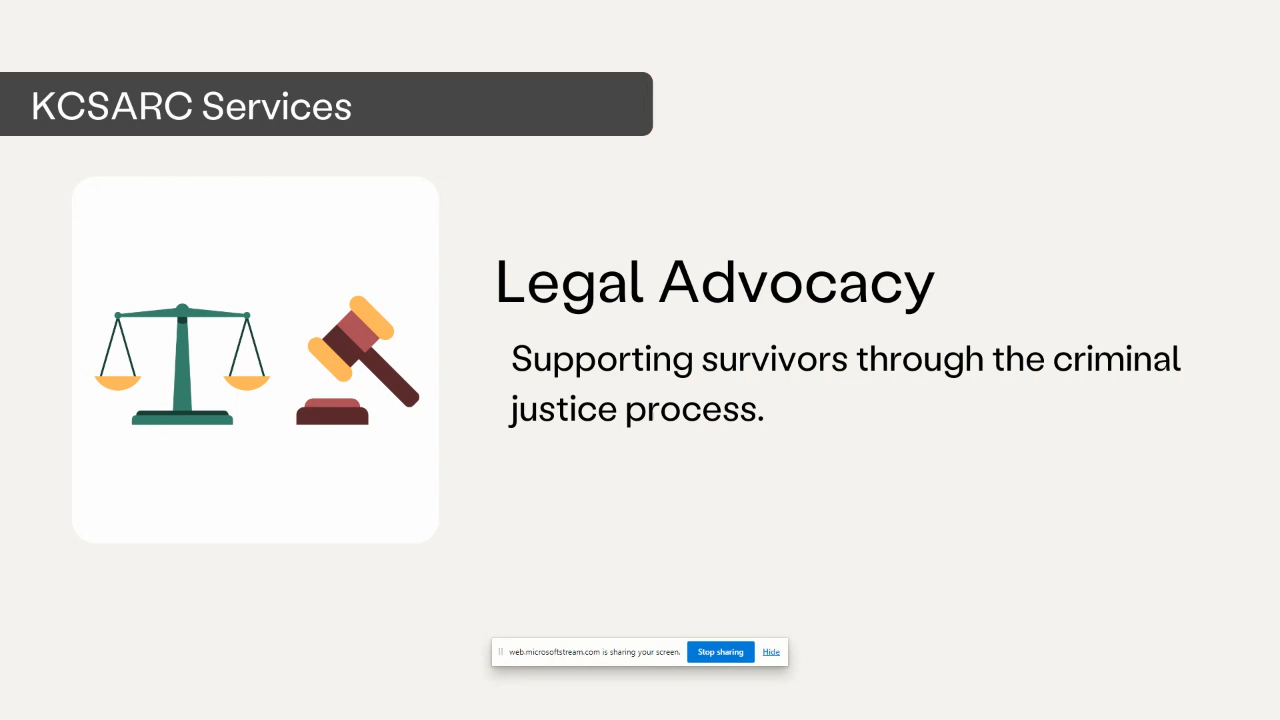 KCSARC Services
Legal Advocacy
Supporting survivors through the criminal
justice process.
web.microsoftstream.com is sharing your screen.
Stop sharing
Hide